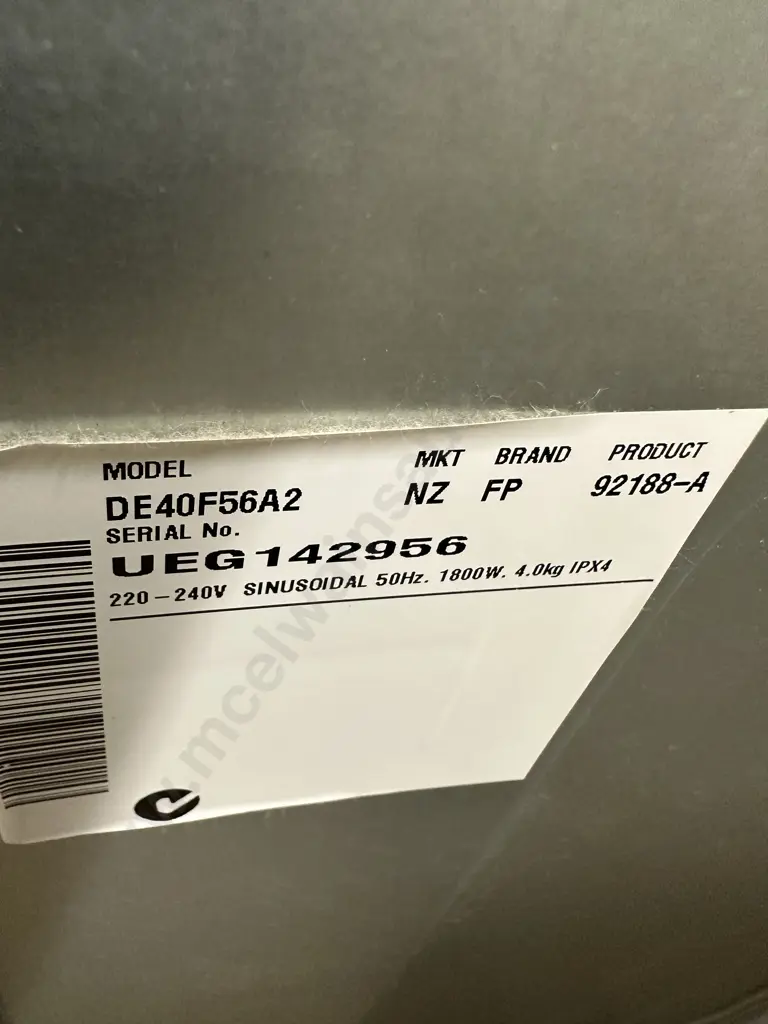 MODEL MKT BRAND PRODUCT
DE40F56A2 NZ FP 92188-A
SERIAL No.
UEG142956
220-240V SINUSOIDAL 50Hz. 1800W. 4.0kg IPX4